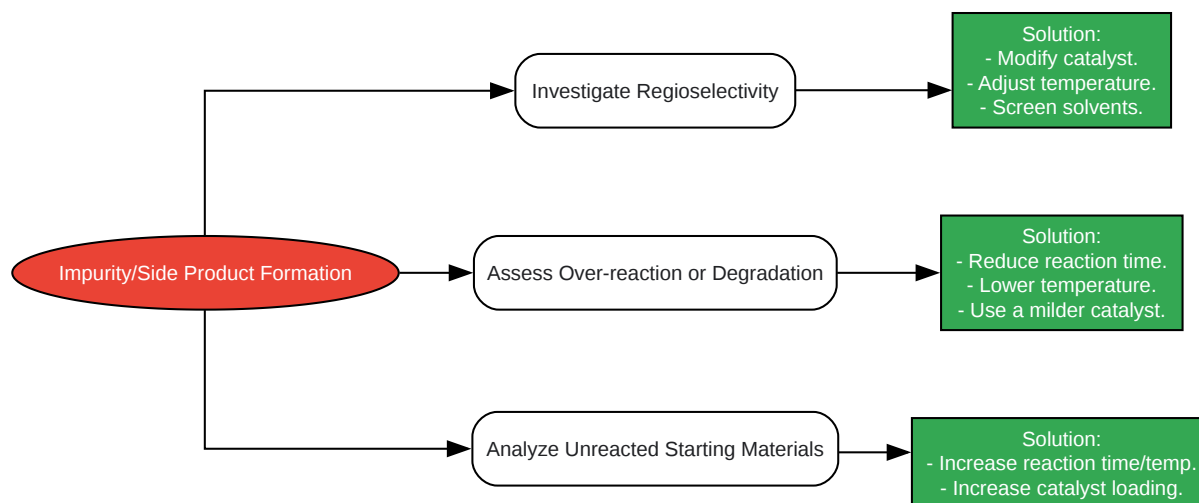 Impurity/Side Product Formation
Investigate Regioselectivity
Solution:
- Modify catalyst.
- Adjust temperature.
- Screen solvents.
Assess Over-reaction or Degradation
Solution:
- Reduce reaction time.
- Lower temperature.
- Use a milder catalyst.
Analyze Unreacted Starting Materials
Solution:
- Increase reaction time/temp.
- Increase catalyst loading.